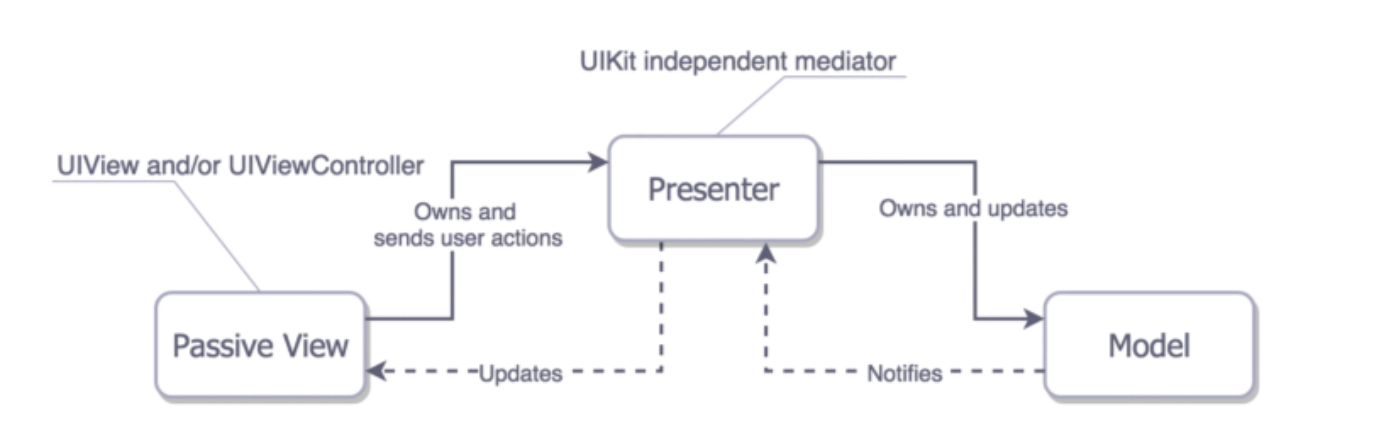 UIKit independent mediator
UIView and/or UIViewController
Presenter
Owns and
sends user actions
Owns and updates
Passive View
Model
Updates
Notifies